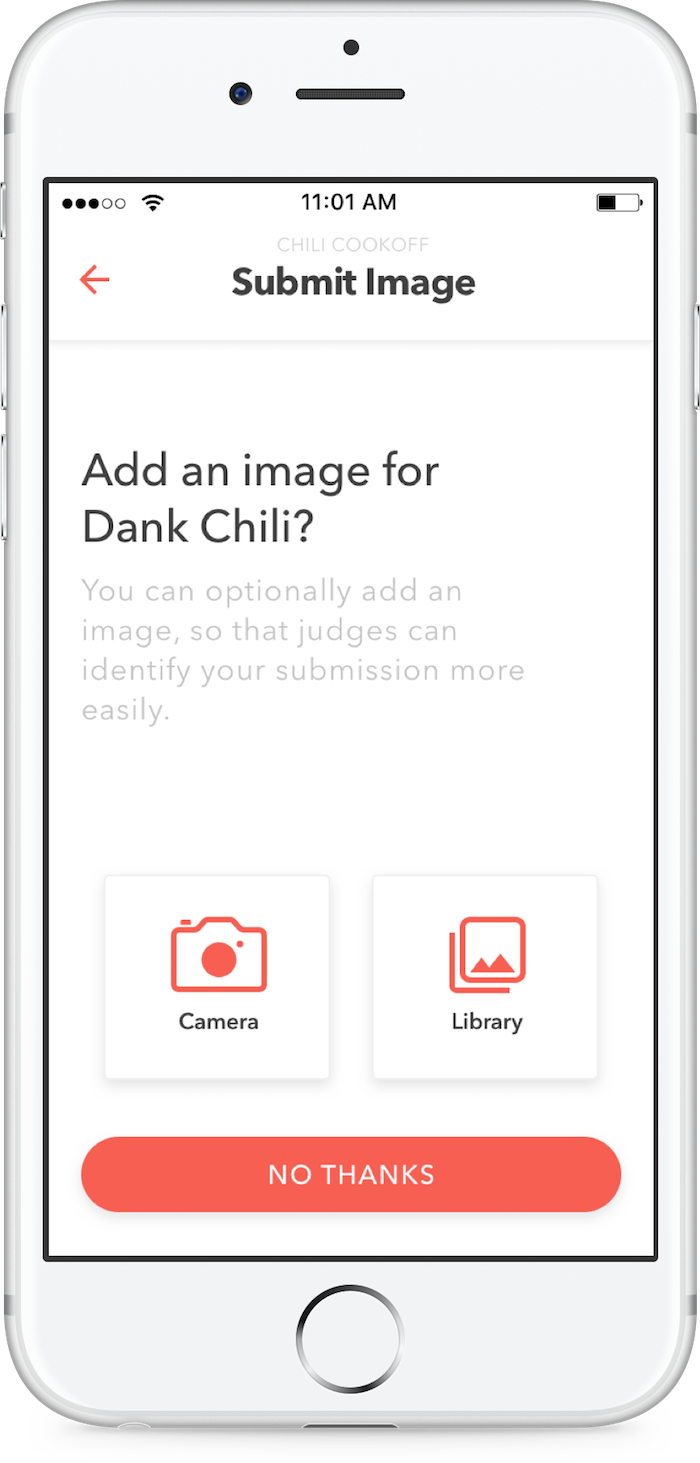 11:01 AM
CHILI COOKOFF
Submit Image
Add an image for
Dank Chili?
You can optionally add an
image, so that judges can
identify your submission more
easily.
Camera
Library
NO THANKS